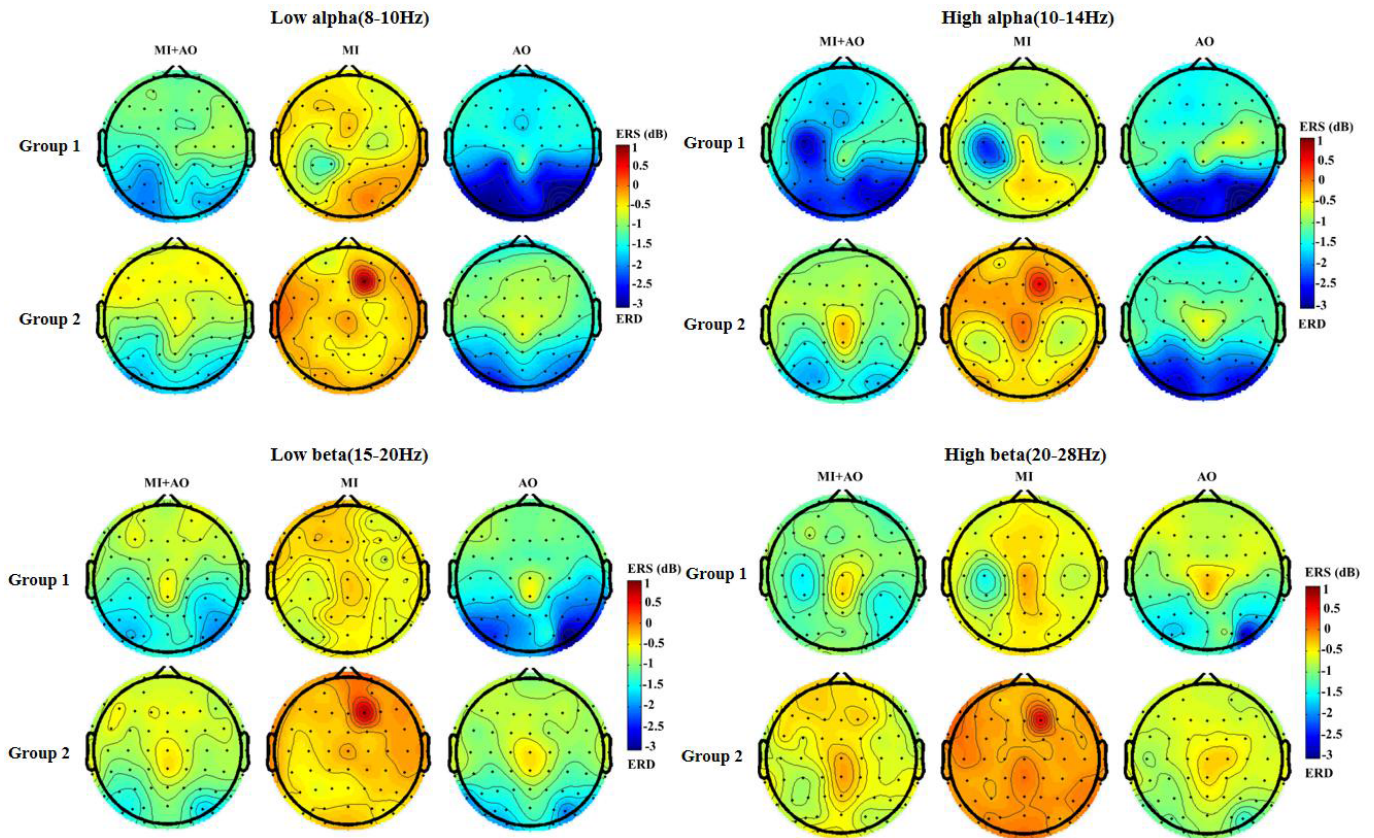 Low alpha(8-10Hz)
MI+AO MI AO
Group 1
Group 2
ERS (dB)
1
0.5
0
-0.5
-1
-1.5
-2
-2.5
-3
ERD
High alpha(10-14Hz)
MI+AO MI AO
Group 1
Group 2
ERS (dB)
1
0.5
0
-0.5
-1
-1.5
-2
-2.5
-3
ERD
Low beta(15-20Hz)
MI+AO MI AO
Group 1
Group 2
ERS (dB)
1
0.5
0
-0.5
-1
-1.5
-2
-2.5
-3
ERD
High beta(20-28Hz)
MI+AO MI AO
Group 1
Group 2
ERS (dB)
1
0.5
0
-0.5
-1
-1.5
-2
-2.5
-3
ERD